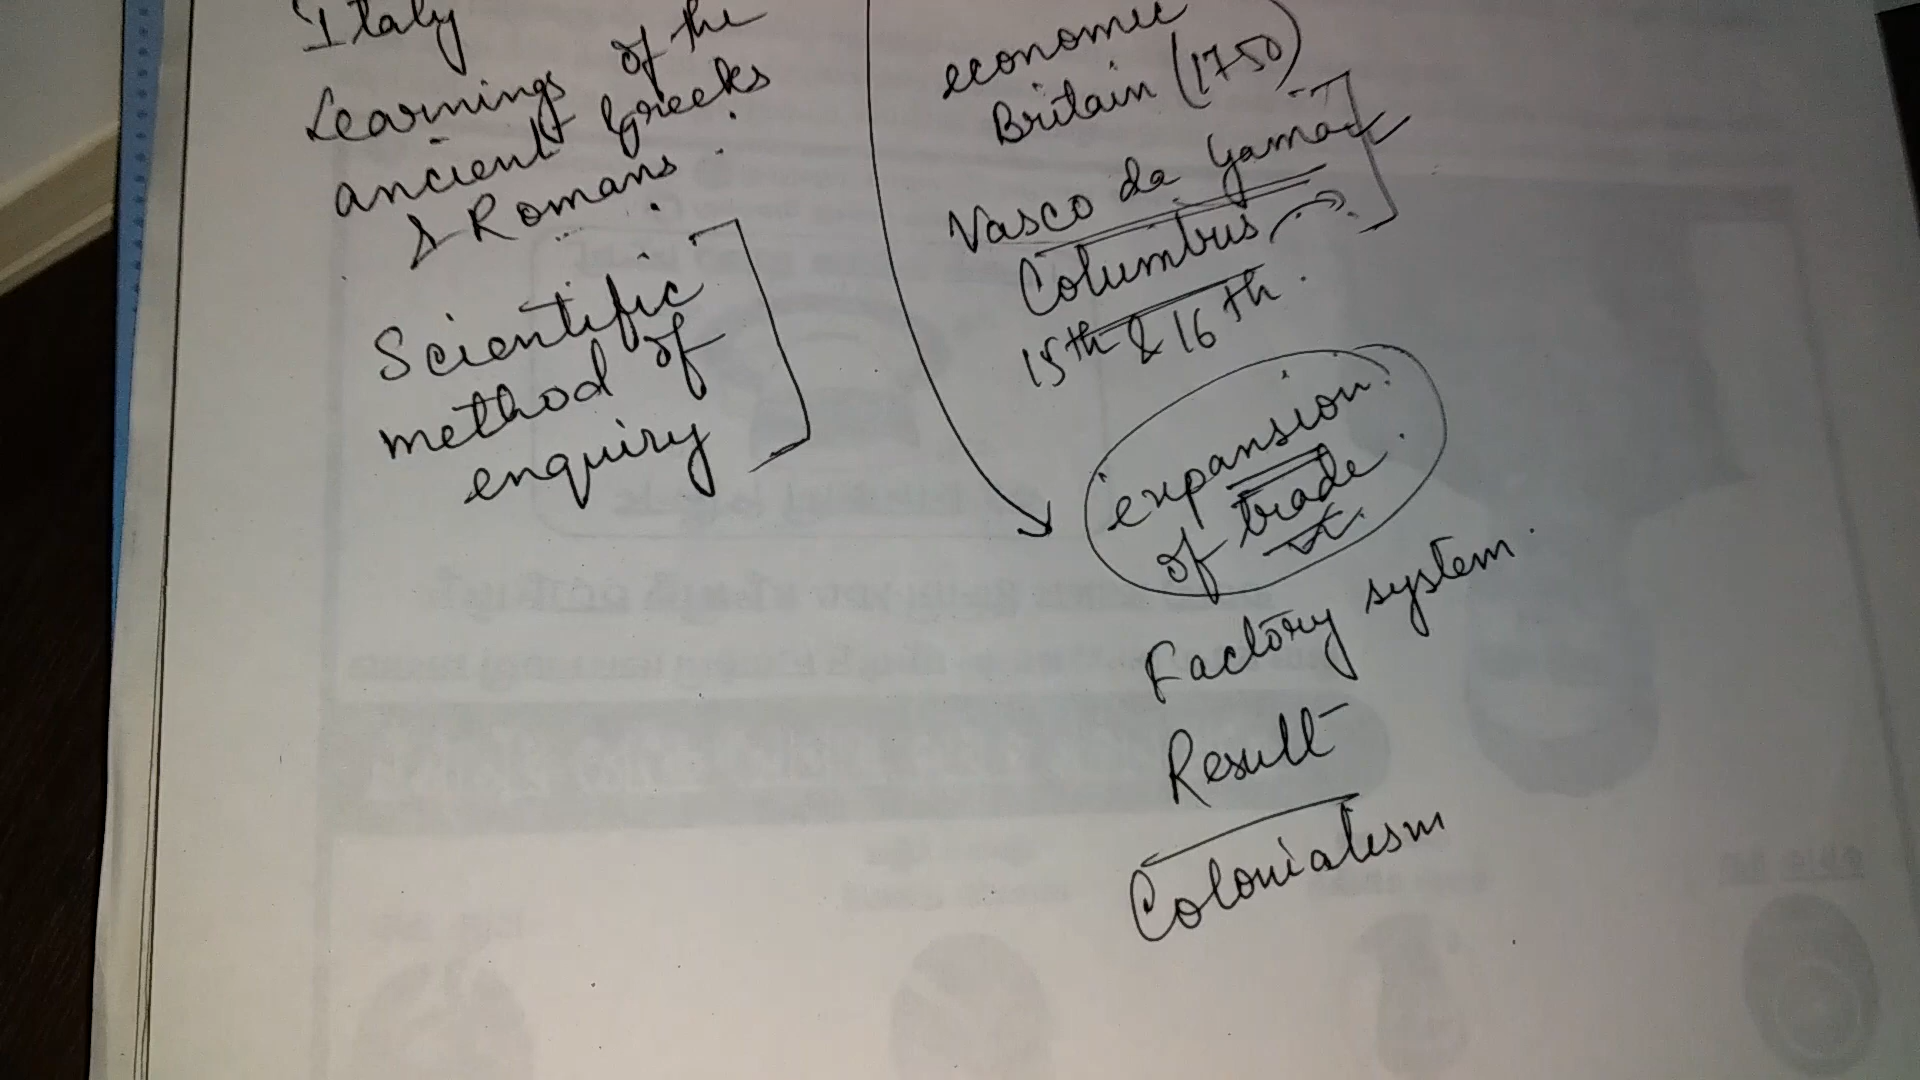 Italy
Learnings of the
ancient Greeks
& Romans.
Scientific
method of
enquiry
economic
Britain (1750)
Vasco da Gama
Columbus
15th & 16th.
expansion
of trade
Factory system.
Result
Colonialism